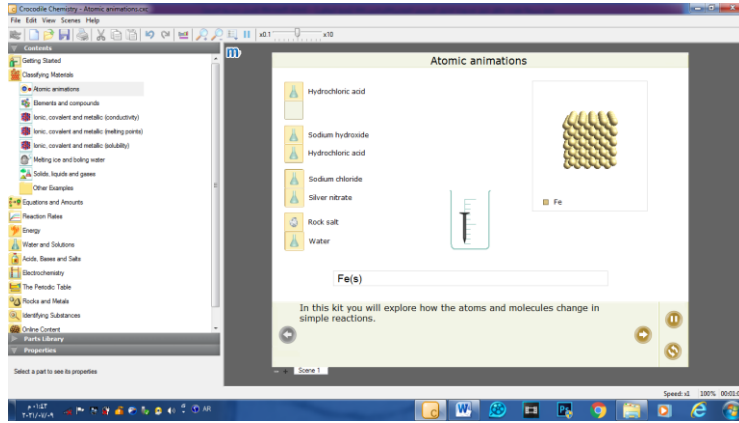 Crocodile Chemistry - Atomic animations.cxc
File Edit View Scenes Help
x0.1 x10
Contents
Getting Started
Classifying Materials
Atomic animations
Elements and compounds
Ionic, covalent and metallic (conductivity)
Ionic, covalent and metallic (melting points)
Ionic, covalent and metallic (solubility)
Melting ice and boiling water
Solids, liquids and gases
Other Examples
Equations and Amounts
Reaction Rates
Energy
Water and Solutions
Acids, Bases and Salts
Electrochemistry
The Periodic Table
Rocks and Metals
Identifying Substances
Online Content
Parts Library
Properties
Select a part to see its properties
m
Atomic animations
Hydrochloric acid
Sodium hydroxide
Hydrochloric acid
Sodium chloride
Silver nitrate
Rock salt
Water
Fe
Fe(s)
In this kit you will explore how the atoms and molecules change in
simple reactions.
Scene 1
Speed: x1 100%
AR